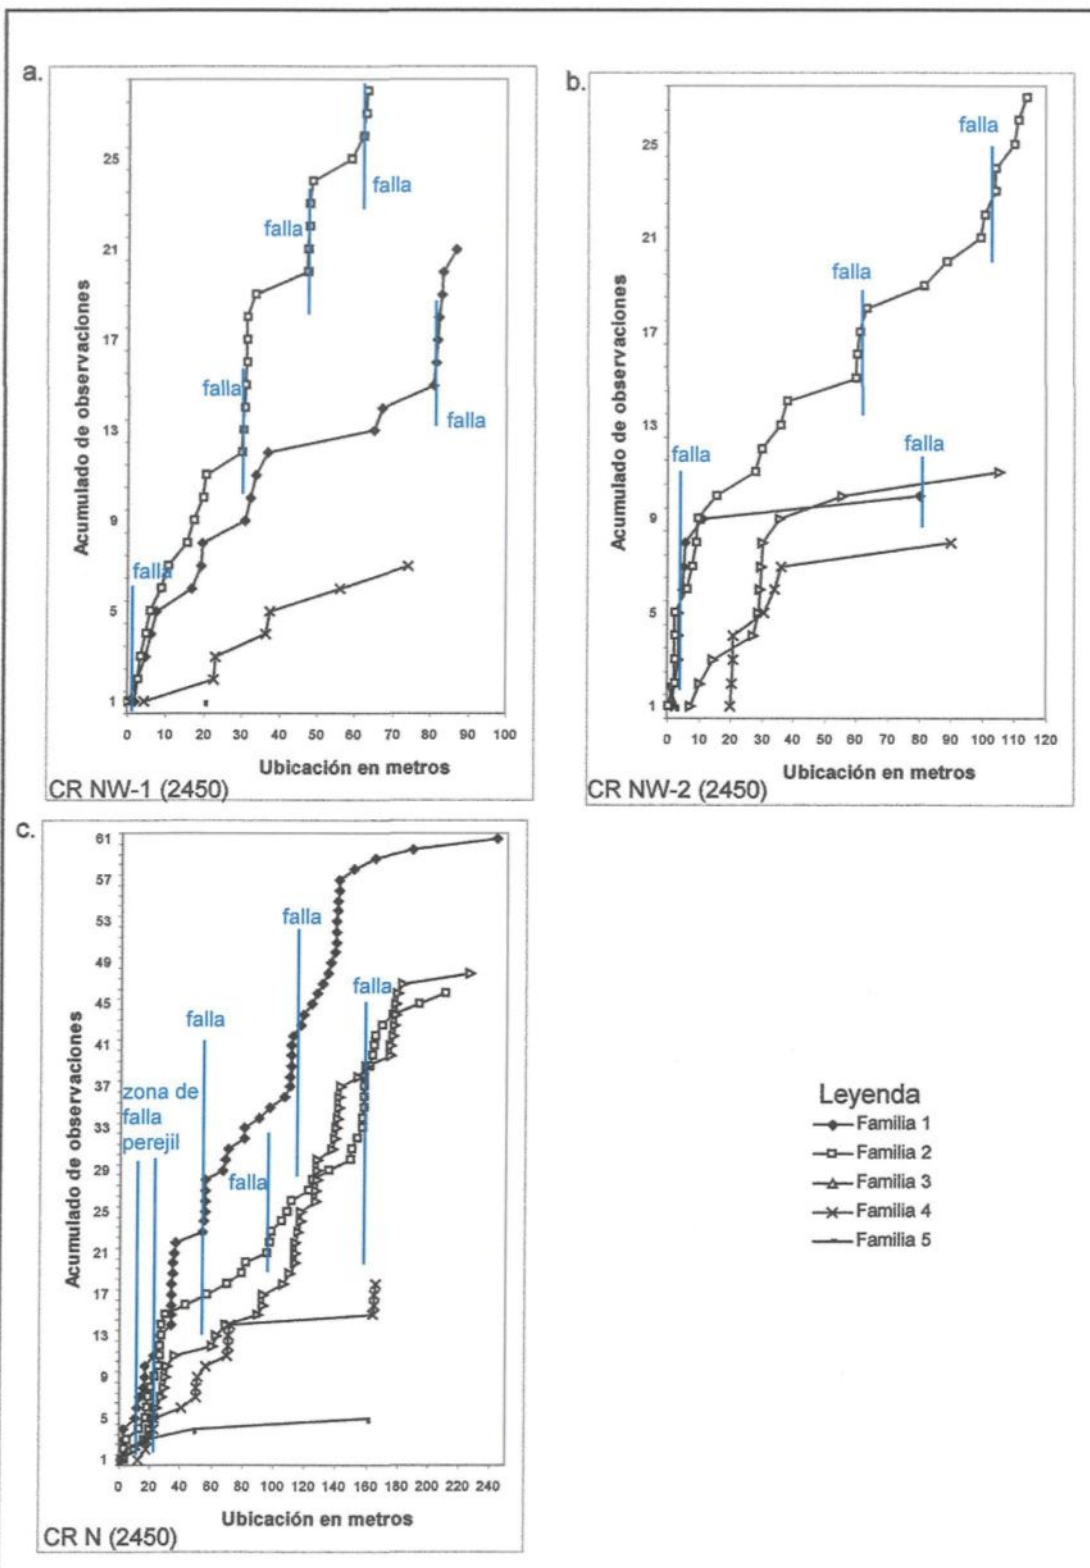 a.
25
21
17
13
9
5
1
Acumulado de observaciones
falla
falla
falla
falla
falla
0 10 20 30 40 50 60 70 80 90 100
Ubicación en metros
CR NW-1 (2450)
b.
25
21
17
13
9
5
1
Acumulado de observaciones
falla
falla
falla
falla
0 10 20 30 40 50 60 70 80 90 100 110 120
Ubicación en metros
CR NW-2 (2450)
c.
61
57
53
49
45
41
37
33
29
25
21
17
13
9
5
1
Acumulado de observaciones
falla
falla
falla
zona de
falla
perejil
falla
0 20 40 60 80 100 120 140 160 180 200 220 240
Ubicación en metros
CR N (2450)
Leyenda
Familia 1
Familia 2
Familia 3
Familia 4
Familia 5